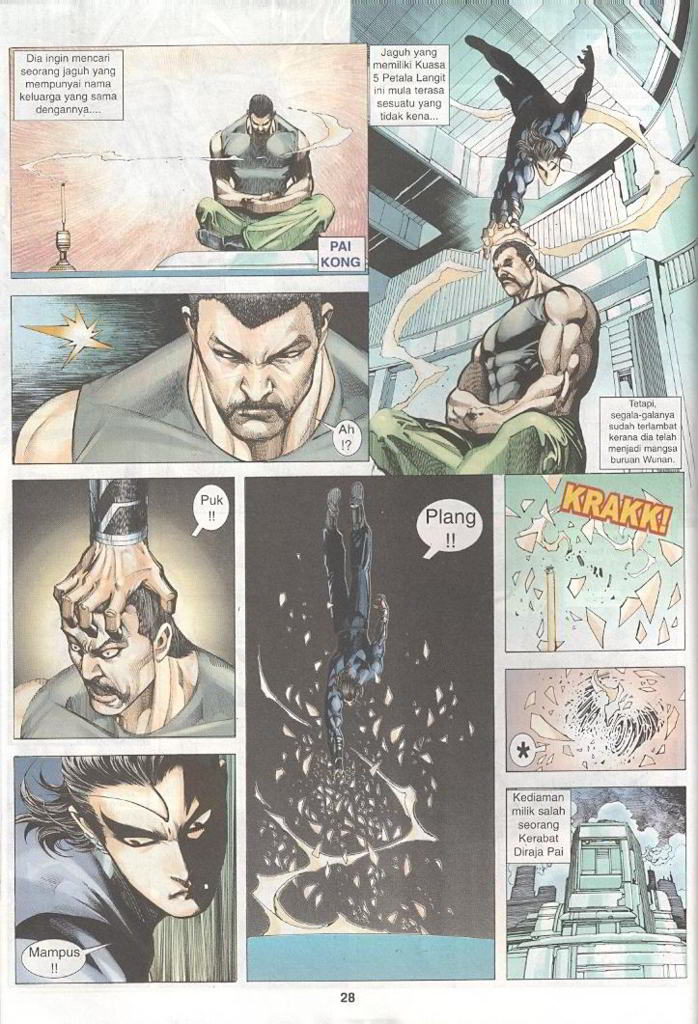 Dia ingin mencari
seorang jaguh yang
mempunyai nama
keluarga yang sama
dengannya....
PAI
KONG
Jaguh yang
memiliki Kuasa
5 Petala Langit
ini mula terasa
sesuatu yang
tidak kena...
Ah
!?
Tetapi,
segala-galanya
sudah terlambat
kerana dia telah
menjadi mangsa
buruan Wunan.
Puk
!!
Plang
!!
KRAKK!
*
Mampus
!!
Kediaman
milik salah
seorang
Kerabat
Diraja Pai
28